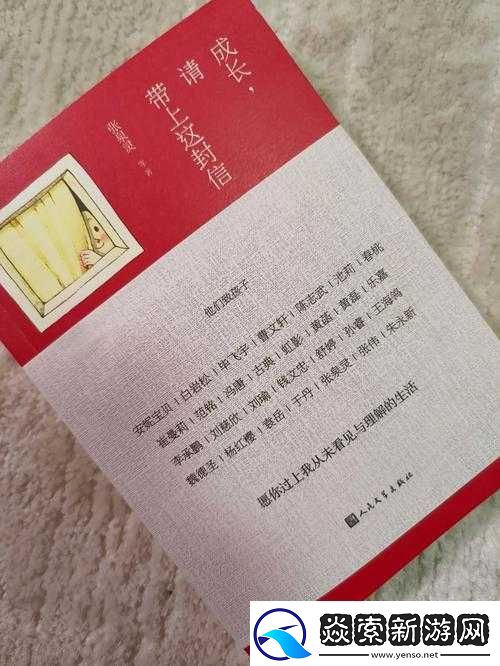 成长，
请
带上这封信
张泉灵 等 著
他们致孩子
安妮宝贝 | 白岩松 | 毕飞宇 | 曹文轩 | 陈志武 | 池莉 | 春桃
崔曼莉 | 范铭 | 冯唐 | 古典 | 虹影 | 黄菡 | 黄磊 | 乐嘉
李承鹏 | 刘慈欣 | 刘瑜 | 钱文忠 | 舒婷 | 孙睿 | 王海鸰
魏德圣 | 杨红樱 | 袁岳 | 于丹 | 张泉灵 | 张伟 | 朱永新
愿你过上我从未看见与理解的生活
人民文学出版社
焱索新游网
www.yenso.net